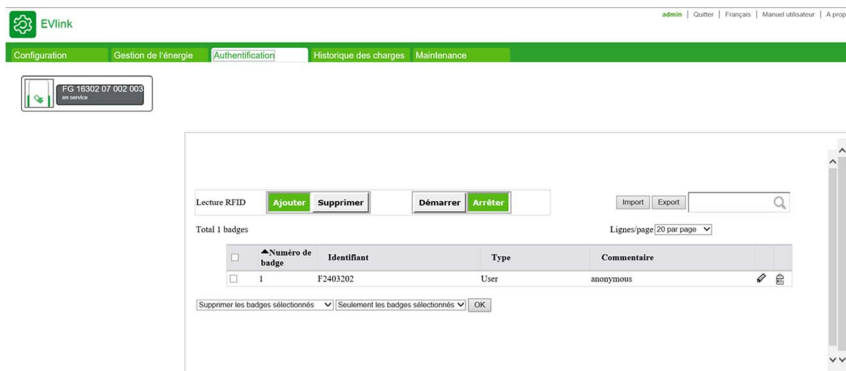 admin | Quitter | Français | Manuel utilisateur | A prop
EVlink
Configuration Gestion de l'énergie Authentification Historique des charges Maintenance
FG 16302 07 002 003
en service
Lecture RFID Ajouter Supprimer Démarrer Arrêter Import Export
Total 1 badges Lignes/page 20 par page
Numéro de badge Identifiant Type Commentaire
1 F2403202 User anonymous
Supprimer les badges sélectionnés Seulement les badges sélectionnés OK